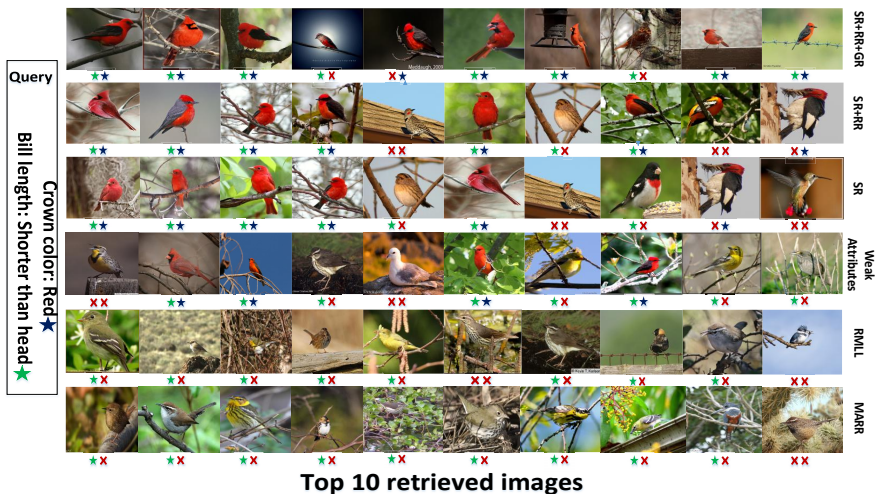 Query
Crown color: Red
Bill length: Shorter than head
SR+RR+GR
SR+RR
SR
Weak
Attributes
RMLL
MARR
Top 10 retrieved images